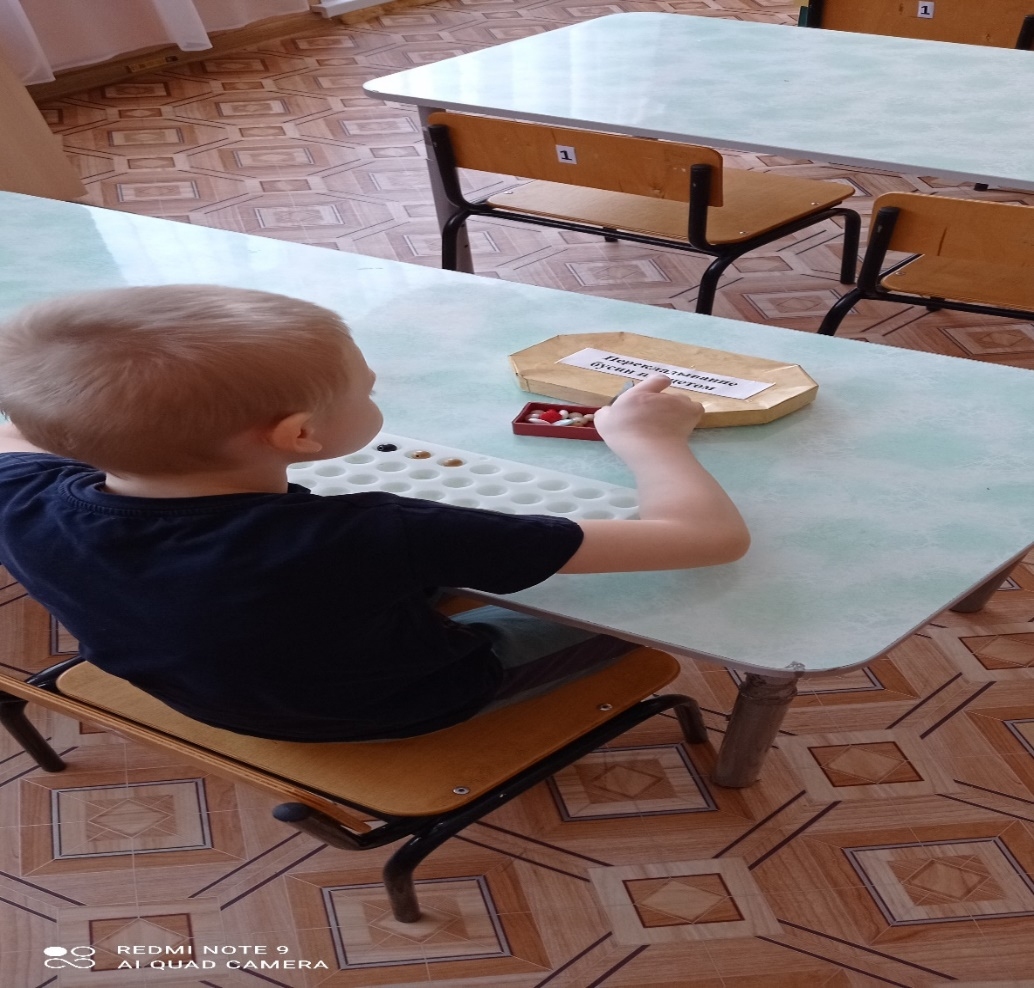 1
1
Перекладывание
бусин
REDMI NOTE 9
AI QUAD CAMERA